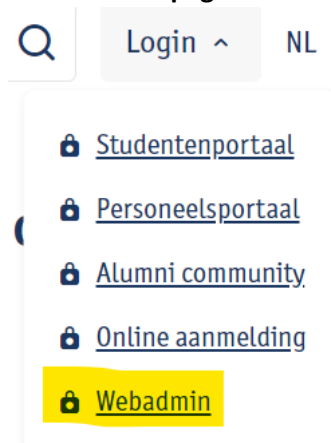 Login NL
Studentenportaal
Personeelsportaal
Alumni community
Online aanmelding
Webadmin